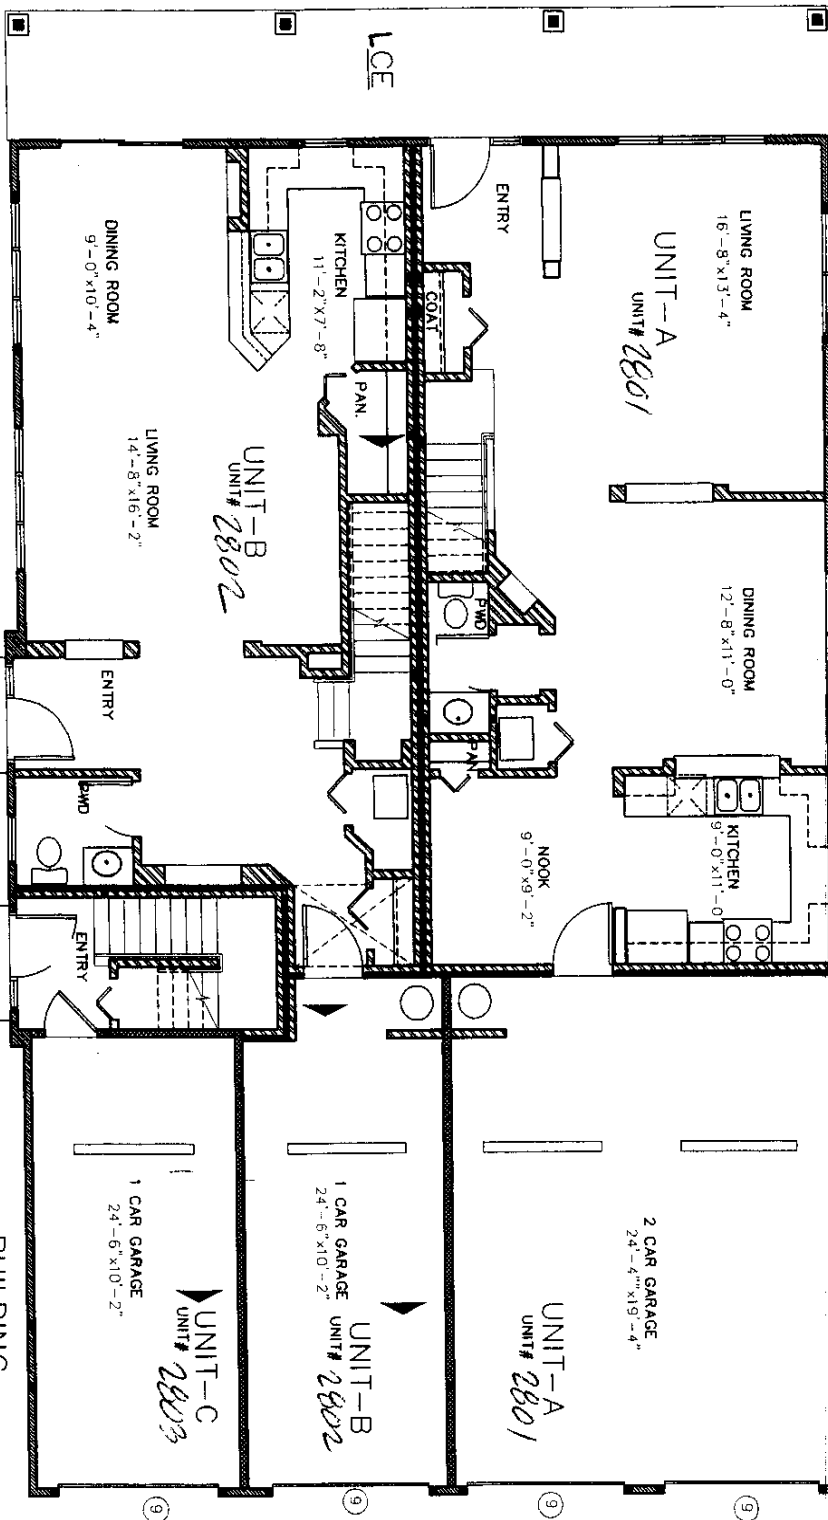 LCE
LIVING ROOM
16'-8"x13'-4"
ENTRY
UNIT-A
UNIT# 2801
COAT
DINING ROOM
12'-8"x11'-0"
PWD
PAN
KITCHEN
9'-0"x11'-0
NOOK
9'-0"x9'-2"
KITCHEN
11'-2"x7'-8"
DINING ROOM
9'-0"x10'-4"
PAN.
LIVING ROOM
14'-8"x16'-2"
UNIT-B
UNIT# 2802
ENTRY
PWD
ENTRY
2 CAR GARAGE
24'-4""x19'-4"
UNIT-A
UNIT# 2801
1 CAR GARAGE
24'-6"x10'-2"
UNIT-B
UNIT# 2802
1 CAR GARAGE
24'-6"x10'-2"
UNIT-C
UNIT# 2803
9
9
9
9